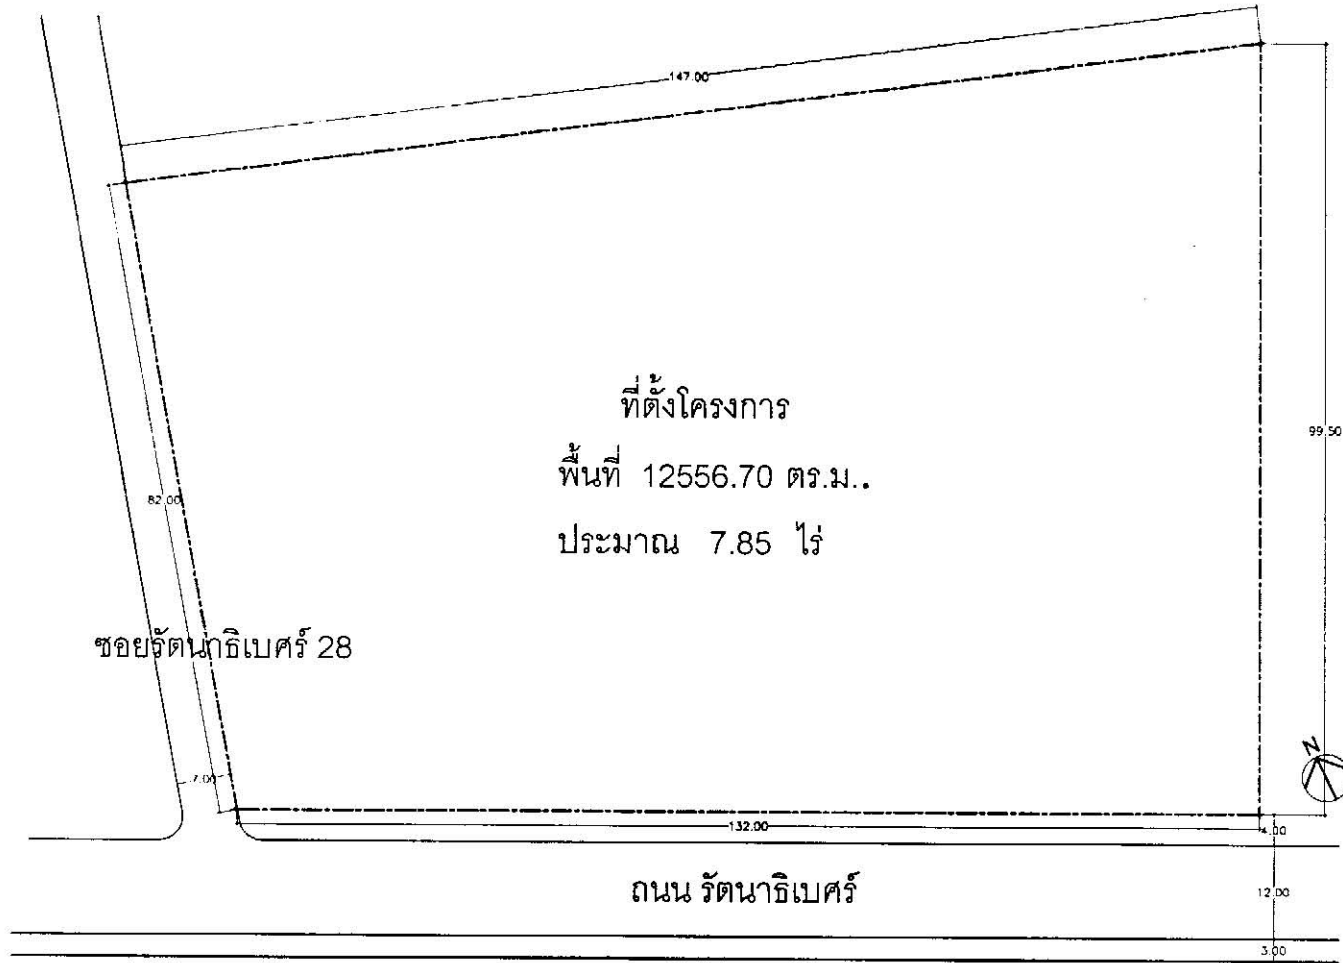 147.00
ที่ตั้งโครงการ
99.50
พื้นที่ 12556.70 ตร.ม..
82.00
ประมาณ 7.85 ไร่
ซอยรัตนาธิเบศร์ 28
N
7.00
132.00
4.00
ถนน รัตนาธิเบศร์
12.00
3.00